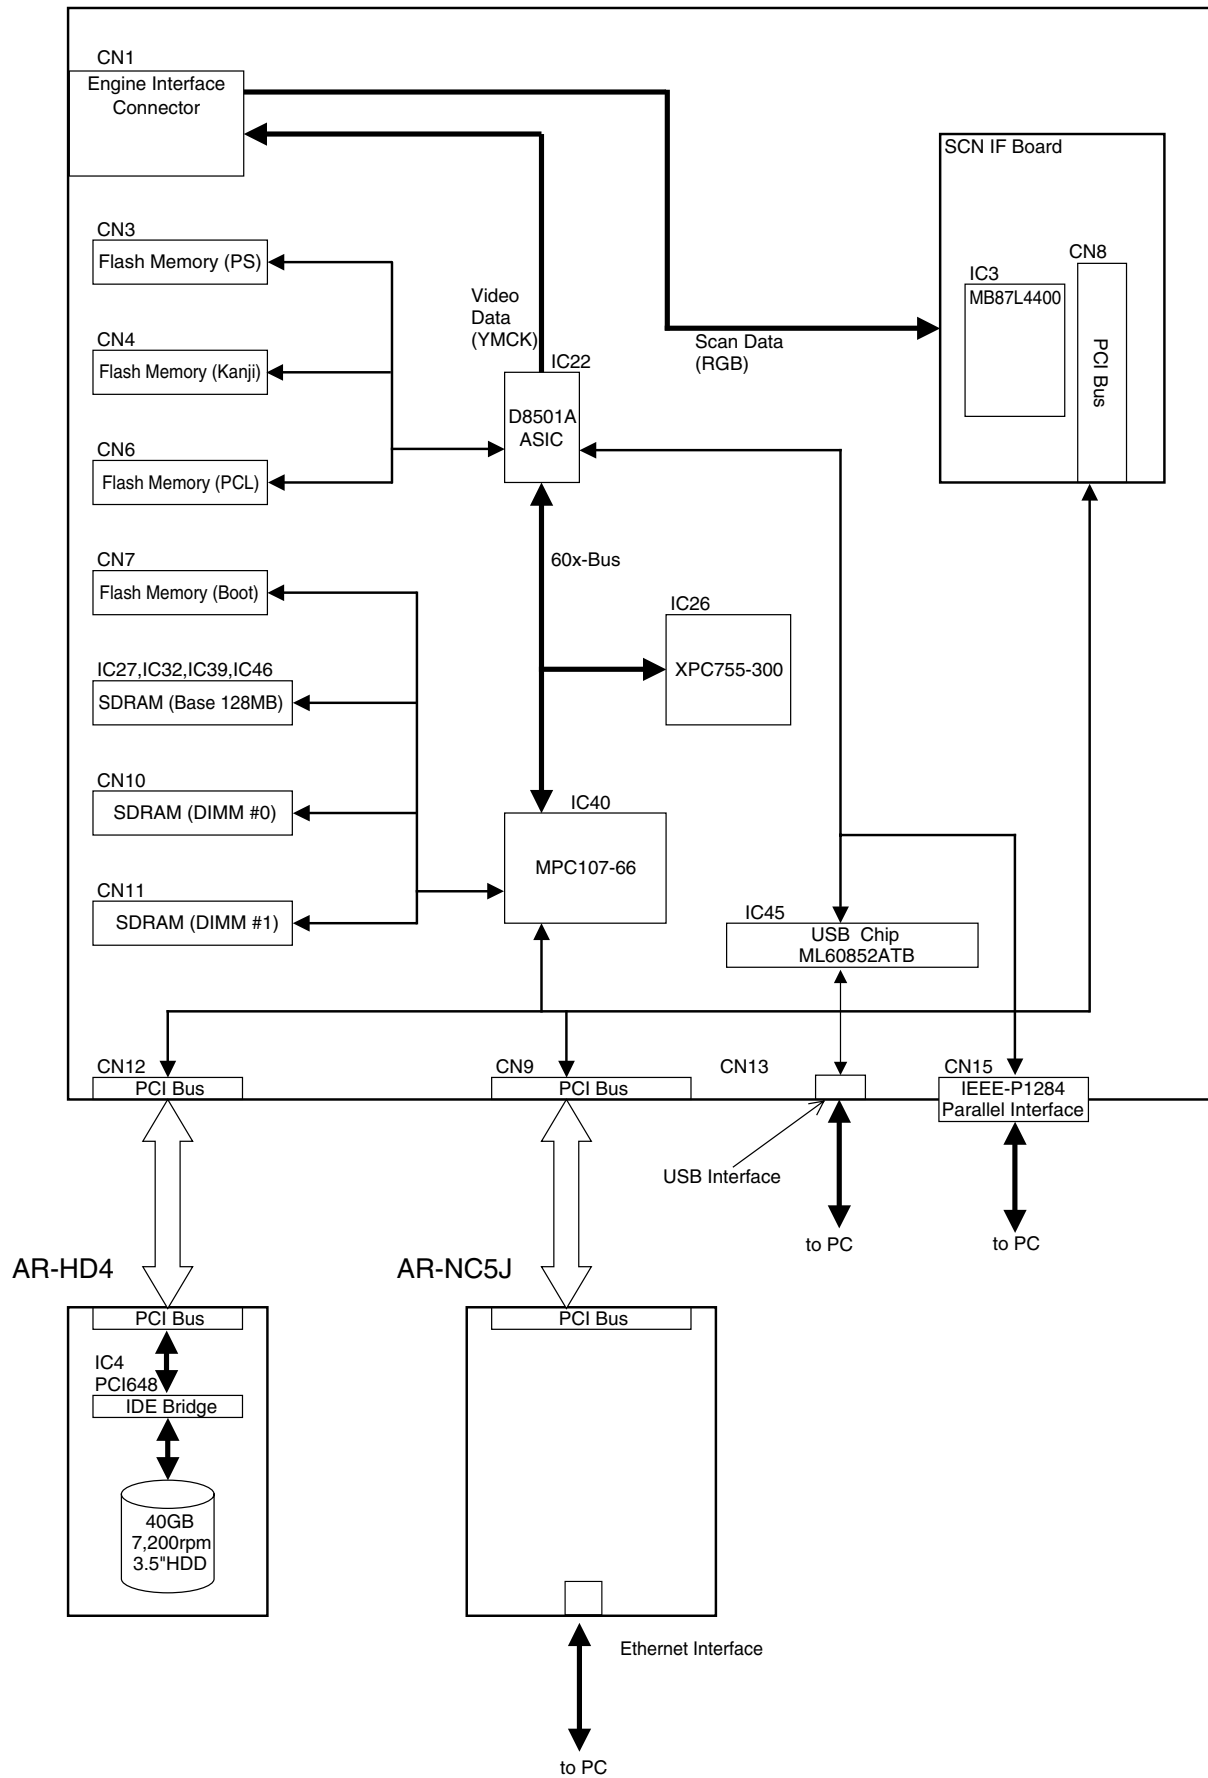 CN1
Engine Interface
Connector
SCN IF Board
CN3
Flash Memory (PS)
CN8
IC3
MB87L4400
PCI Bus
Video
Data
(YMCK)
Scan Data
(RGB)
CN4
Flash Memory (Kanji)
IC22
D8501A
ASIC
CN6
Flash Memory (PCL)
60x-Bus
CN7
Flash Memory (Boot)
IC26
XPC755-300
IC27,IC32,IC39,IC46
SDRAM (Base 128MB)
CN10
SDRAM (DIMM #0)
IC40
MPC107-66
CN11
SDRAM (DIMM #1)
IC45
USB Chip
ML60852ATB
CN12
PCI Bus
CN9
PCI Bus
CN13
CN15
IEEE-P1284
Parallel Interface
USB Interface
to PC
to PC
AR-HD4
AR-NC5J
PCI Bus
PCI Bus
IC4
PCI648
IDE Bridge
40GB
7,200rpm
3.5"HDD
Ethernet Interface
to PC